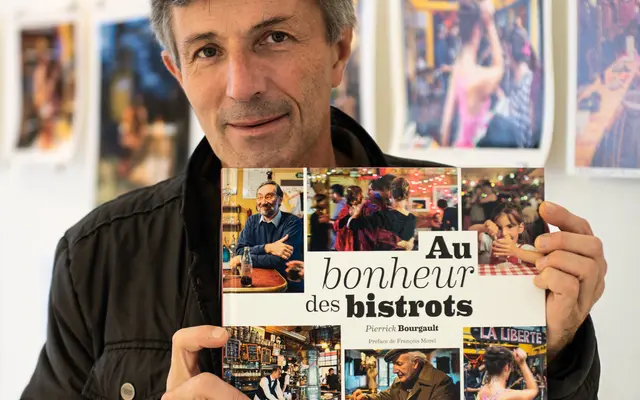 Au
bonheur
des bistrots
Pierrick Bourgault
Préface de François Morel
LA LIBERTE